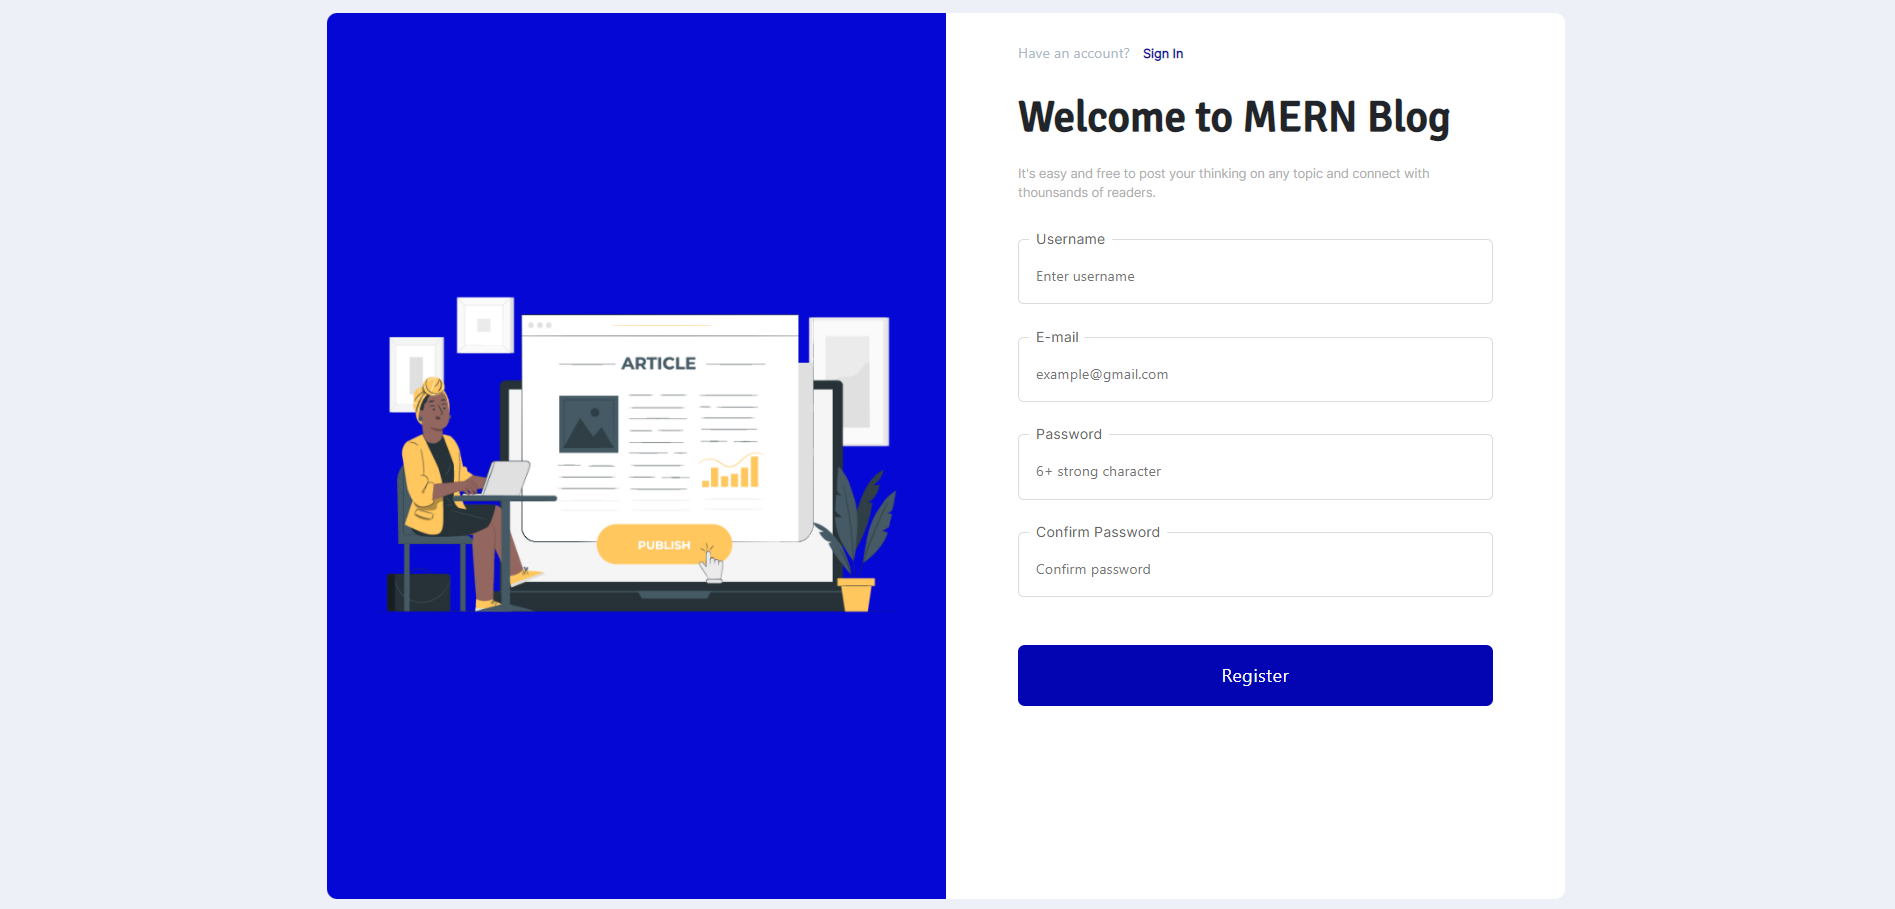 Have an account? Sign In
Welcome to MERN Blog
It's easy and free to post your thinking on any topic and connect with
thounsands of readers.
Username
Enter username
E-mail
example@gmail.com
Password
6+ strong character
Confirm Password
Confirm password
Register
ARTICLE
PUBLISH